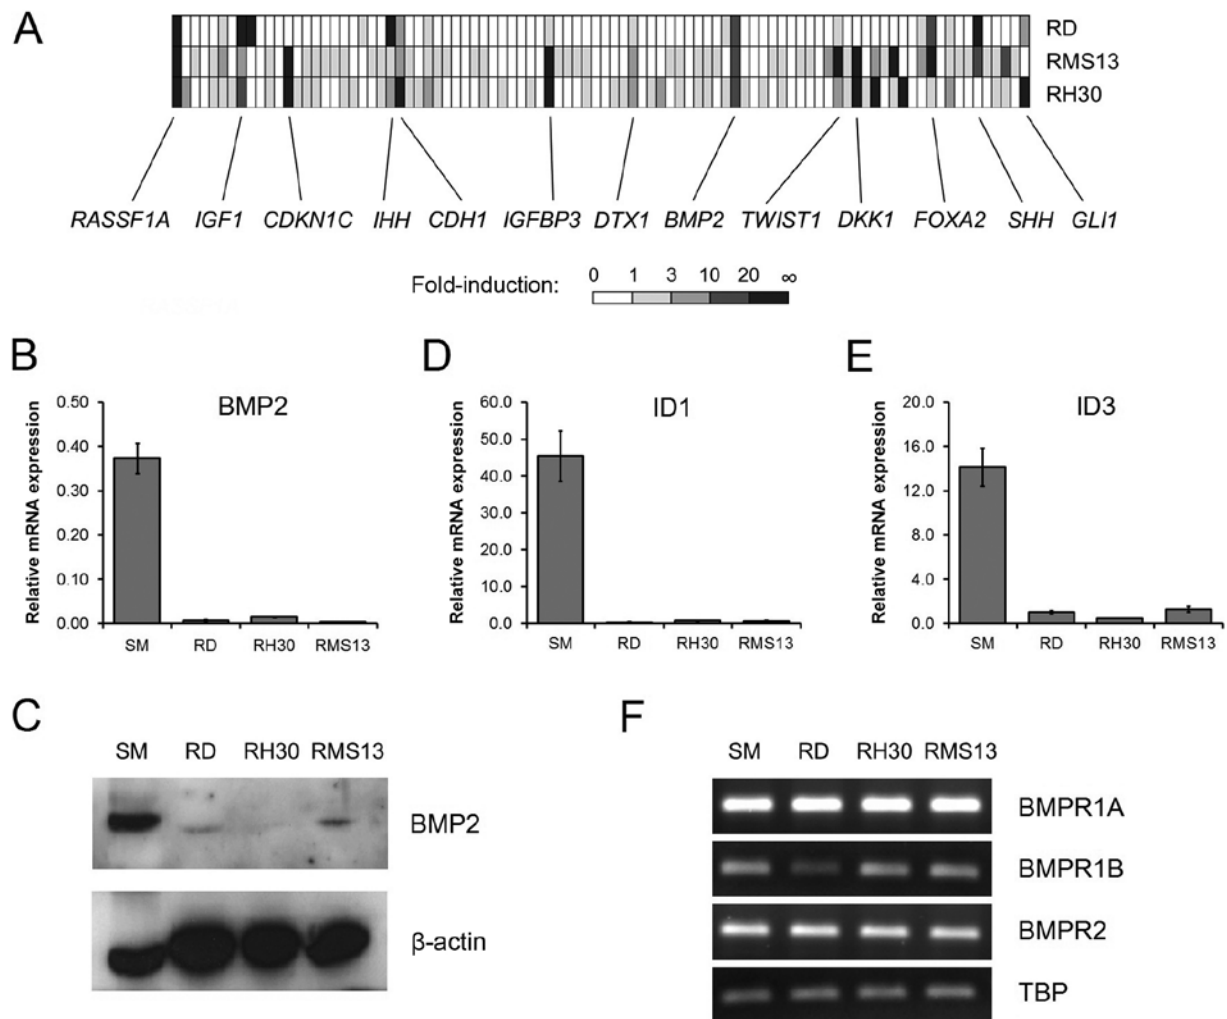 A
RD
RMS13
RH30
RASSF1A IGF1 CDKN1C IHH CDH1 IGFBP3 DTX1 BMP2 TWIST1 DKK1 FOXA2 SHH GLI1
Fold-induction: 0 1 3 10 20 ∞
B
BMP2
Relative mRNA expression
0.50
0.40
0.30
0.20
0.10
0.00
SM RD RH30 RMS13
D
ID1
Relative mRNA expression
60.0
50.0
40.0
30.0
20.0
10.0
0.0
SM RD RH30 RMS13
E
ID3
Relative mRNA expression
20.0
16.0
12.0
8.0
4.0
0.0
SM RD RH30 RMS13
C
SM RD RH30 RMS13
BMP2
β-actin
F
SM RD RH30 RMS13
BMPR1A
BMPR1B
BMPR2
TBP